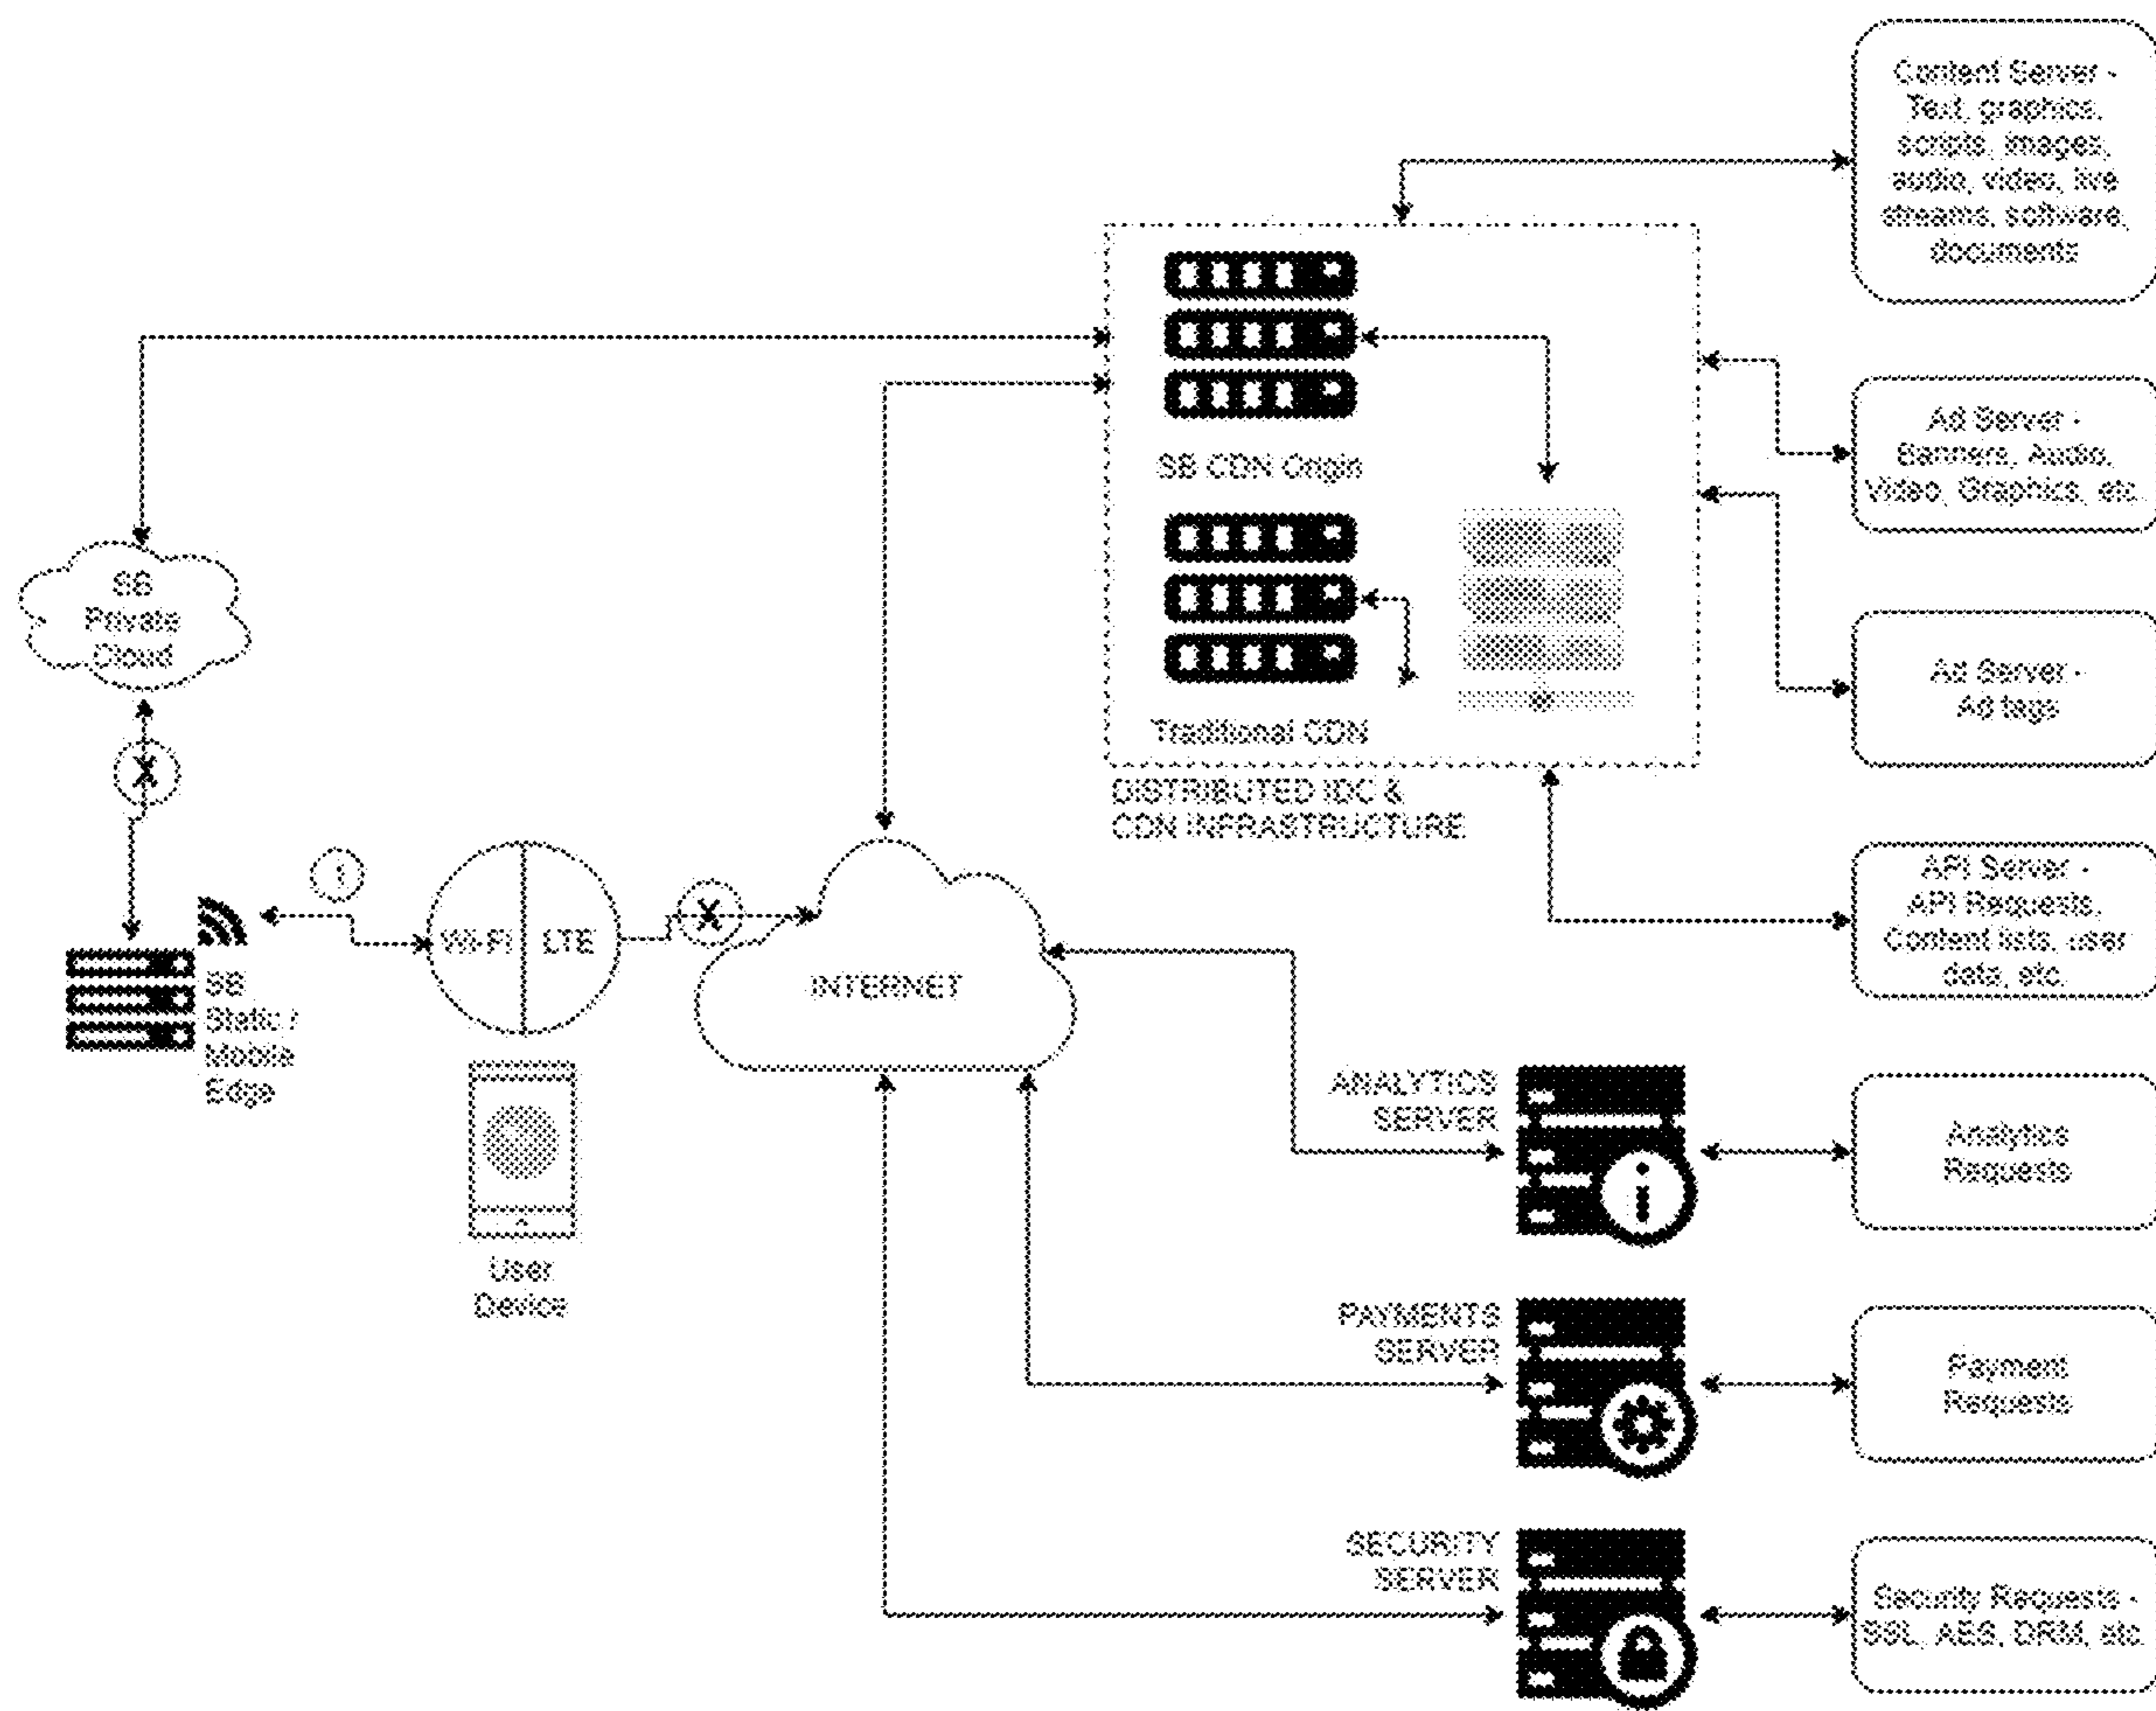 Content Server -
Text, graphics,
scripts, images,
audio, video, live
streams, software,
documents
SB CDN Origin
Ad Server -
Banners, Audio,
Video, Graphics, etc.
SB
Private
Cloud
Traditional CDN
Ad Server -
Ad tags
DISTRIBUTED IDC &
CDN INFRASTRUCTURE
X
1
X
Wi-Fi
LTE
API Server -
API Requests,
Content lists, user
data, etc.
SB
Static /
Mobile
Edge
INTERNET
User
Device
ANALYTICS
SERVER
i
Analytics
Requests
PAYMENTS
SERVER
Payment
Requests
SECURITY
SERVER
Security Requests -
SSL, AES, DRM, etc.